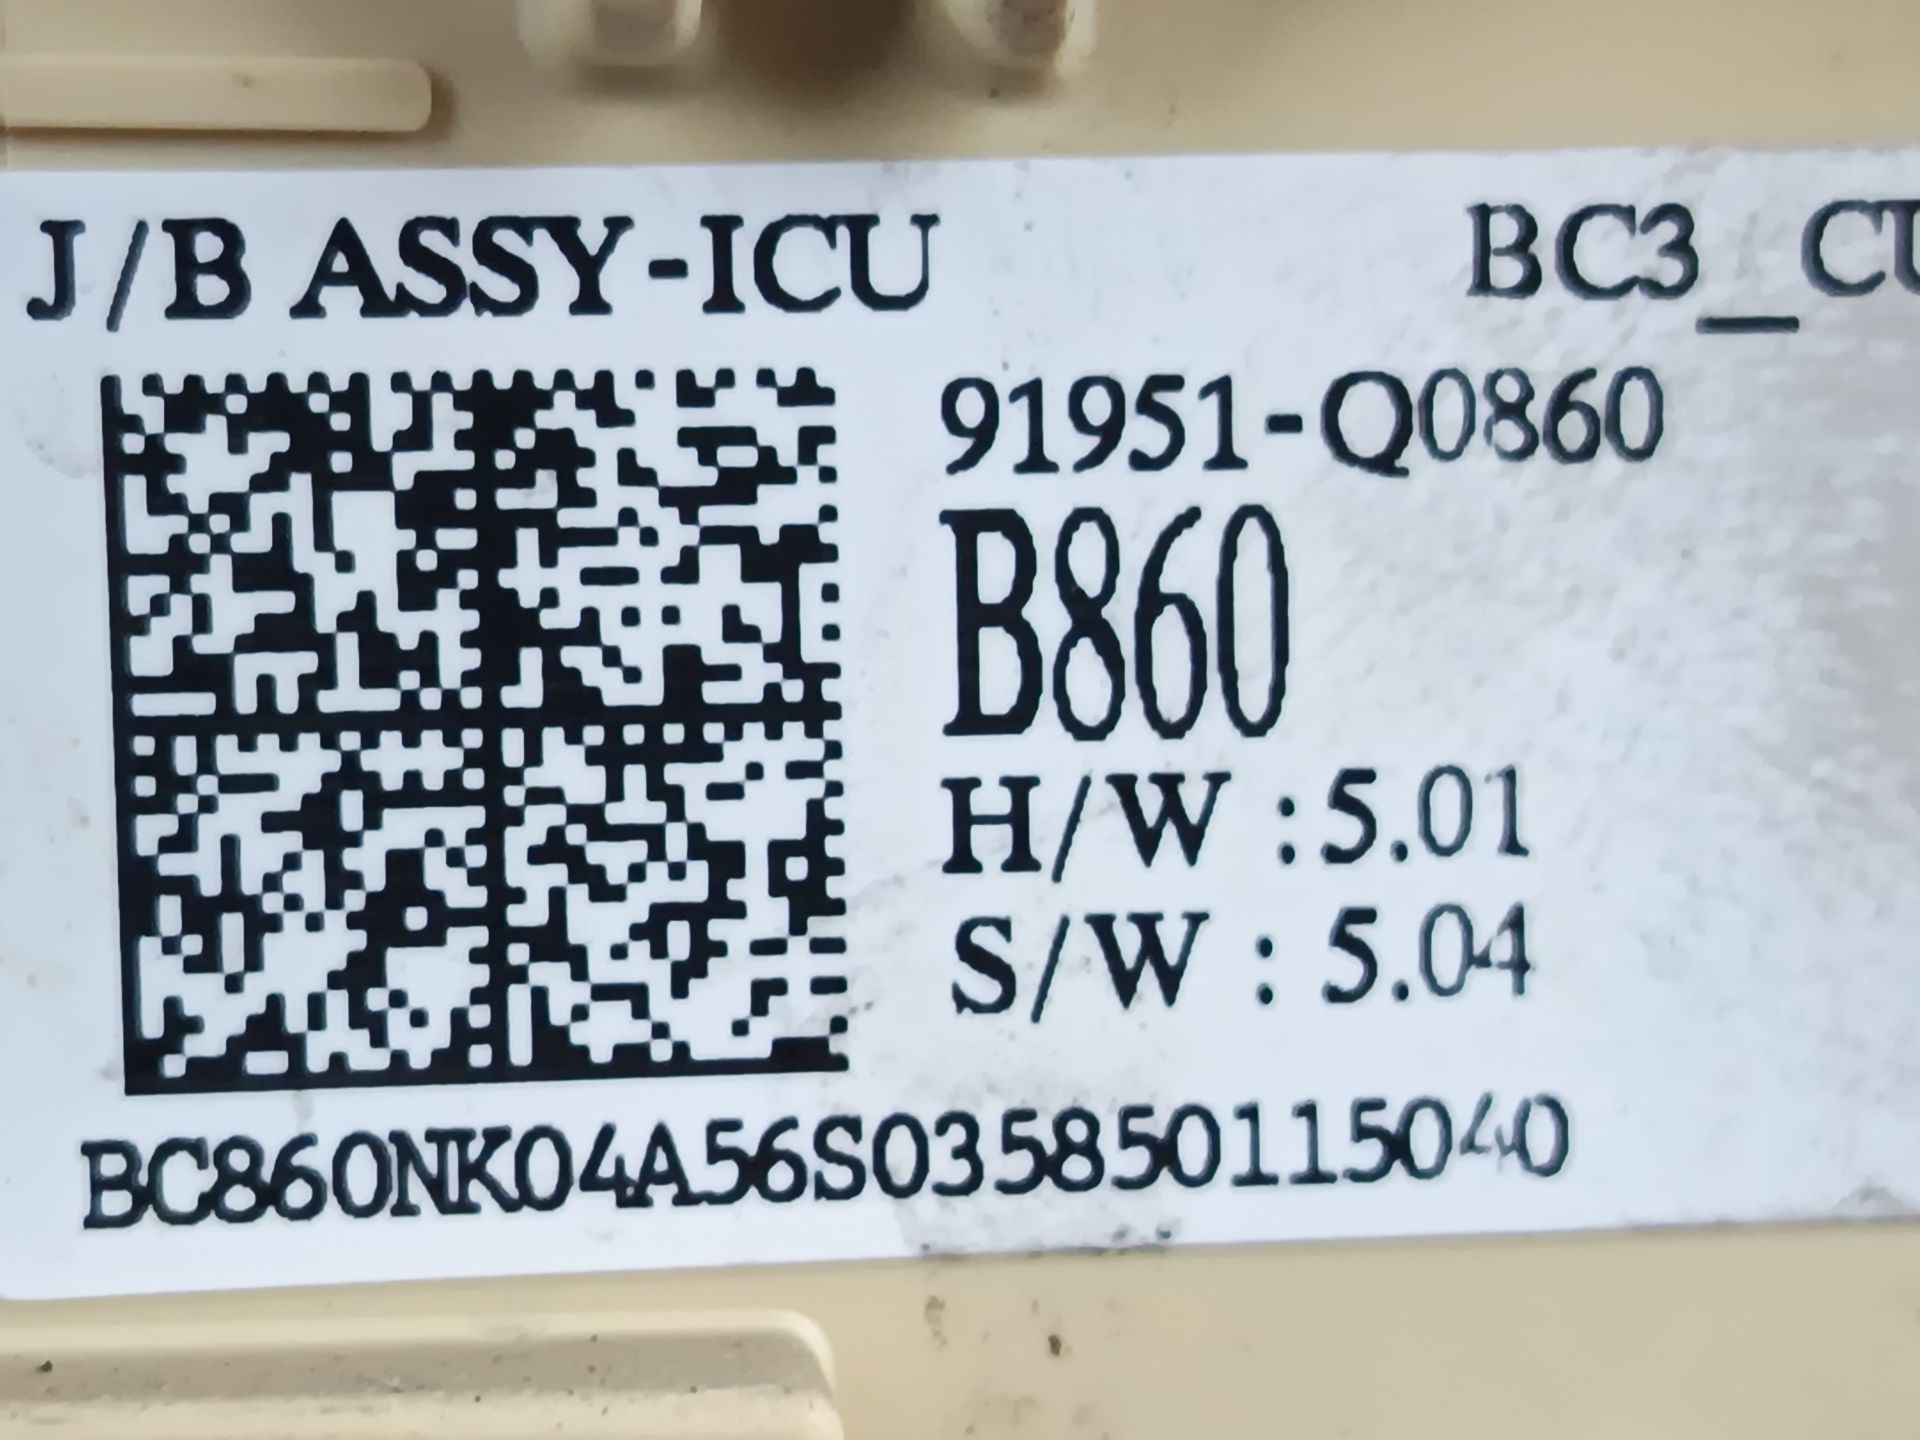 J/B ASSY-ICU BC3_CU
91951-Q0860
B860
H/W :5.01
S/W : 5.04
BC860NK04A56S035850115040